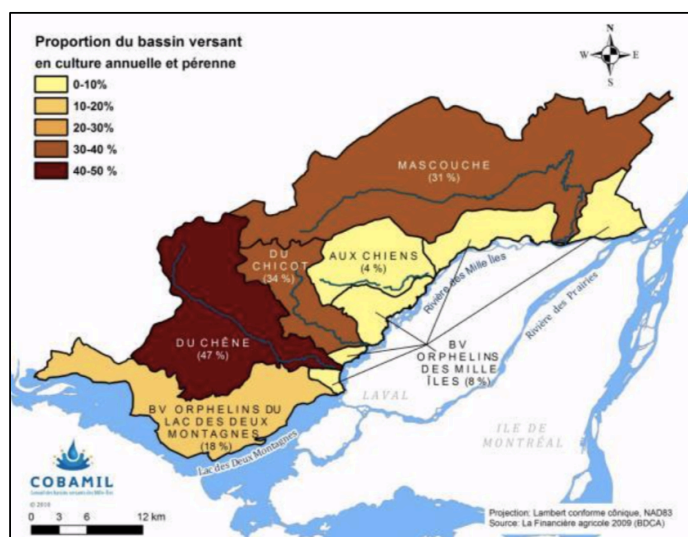 Proportion du bassin versant
en culture annuelle et pérenne
0-10%
10-20%
20-30%
30-40 %
40-50 %
N
W
E
S
MASCOUCHE
(31 %)
AUX CHIENS
(4 %)
DU
CHICOT
(34 %)
Rivière des Mille Îles
Rivière des Prairies
DU CHÊNE
(47 %)
BV
ORPHELINS
DES MILLE
ÎLES (8 %)
BV ORPHELINS DU
LAC DES DEUX
MONTAGNES
(18 %)
LAVAL
ILE DE
MONTRÉAL
Lac des Deux Montagnes
COBAMIL
© 2010
0 3 6 12 km
Projection: Lambert conforme cônique, NAD83
Source: La Financière agricole 2009 (BDCA)